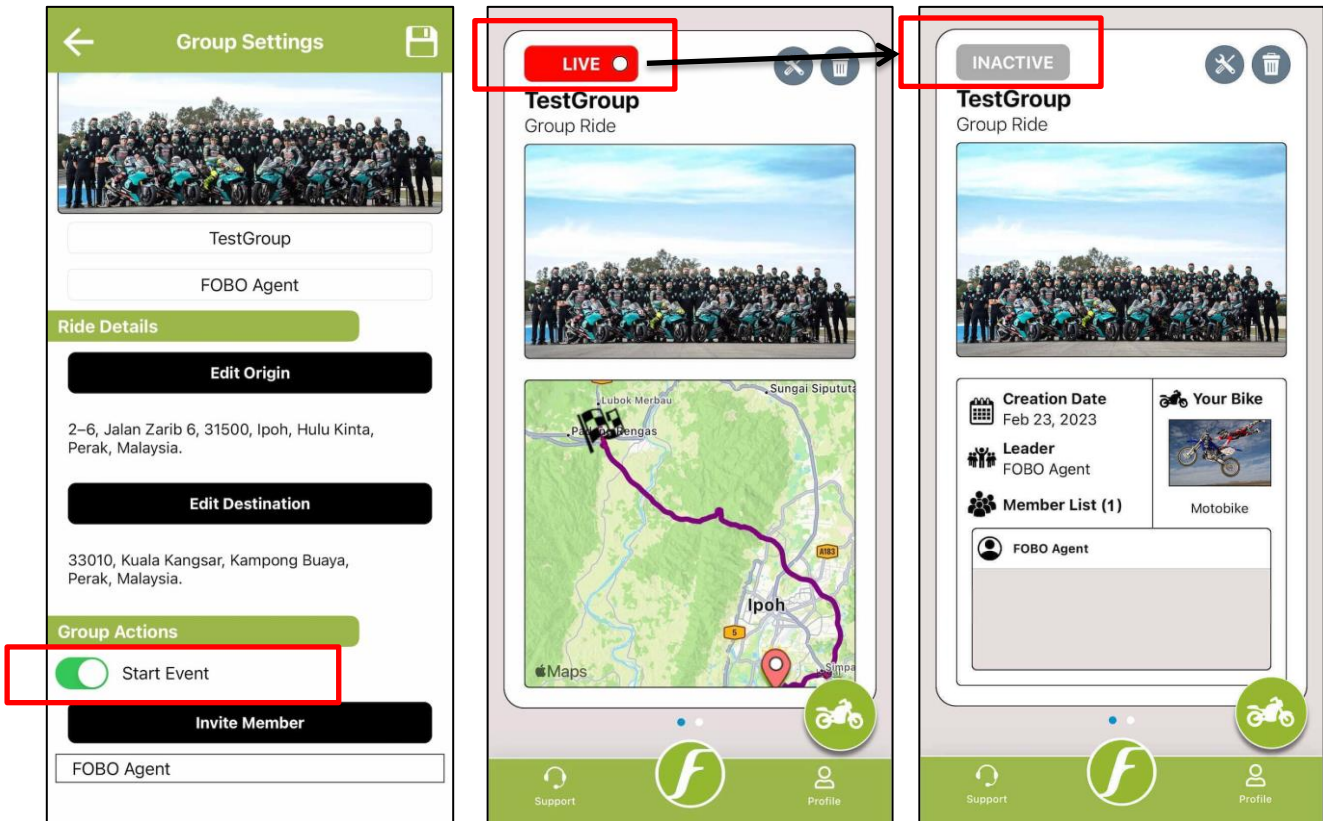 Group Settings
TestGroup
FOBO Agent
Ride Details
Edit Origin
2–6, Jalan Zarib 6, 31500, Ipoh, Hulu Kinta,
Perak, Malaysia.
Edit Destination
33010, Kuala Kangsar, Kampong Buaya,
Perak, Malaysia.
Group Actions
Start Event
Invite Member
FOBO Agent
LIVE
TestGroup
Group Ride
Sungai Siputut
Lubok Merbau
A183
Ipoh
5
Simpa
Maps
Support
Profile
INACTIVE
TestGroup
Group Ride
Creation Date
Feb 23, 2023
Leader
FOBO Agent
Member List (1)
Your Bike
Motobike
FOBO Agent
Support
Profile